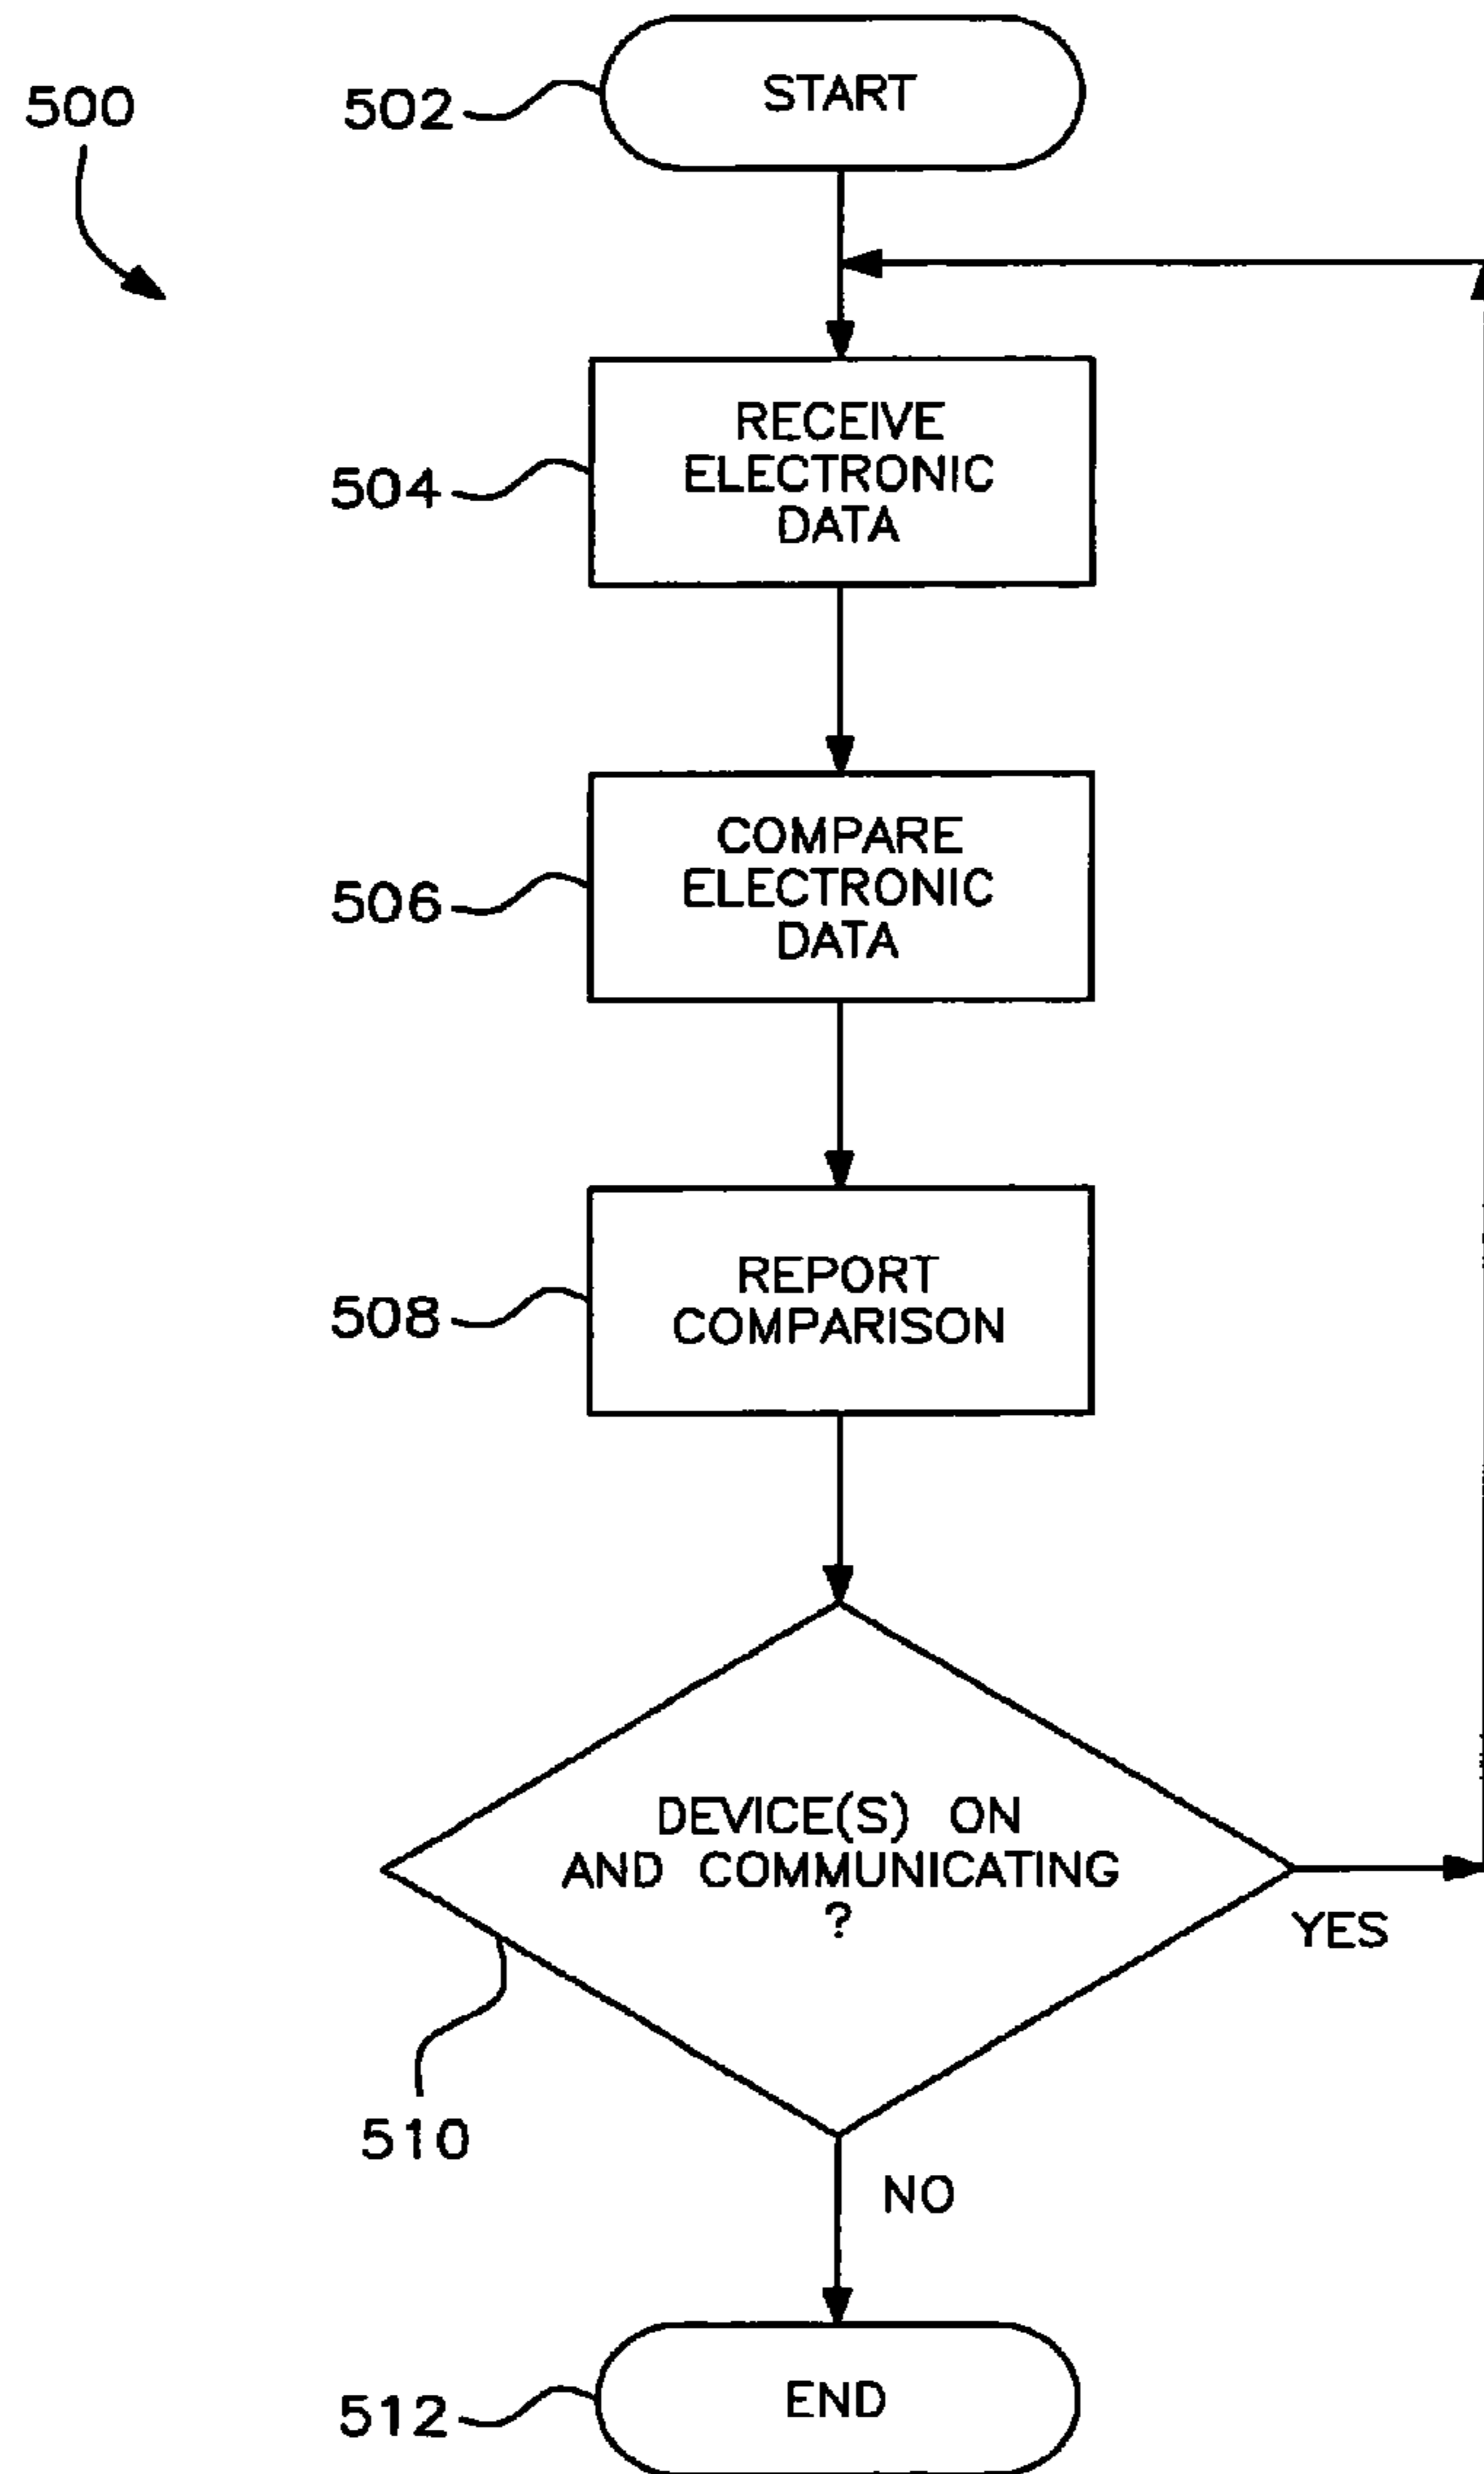 500
502
START
504
RECEIVE
ELECTRONIC
DATA
506
COMPARE
ELECTRONIC
DATA
508
REPORT
COMPARISON
DEVICE(S) ON
AND COMMUNICATING
?
YES
510
NO
512
END